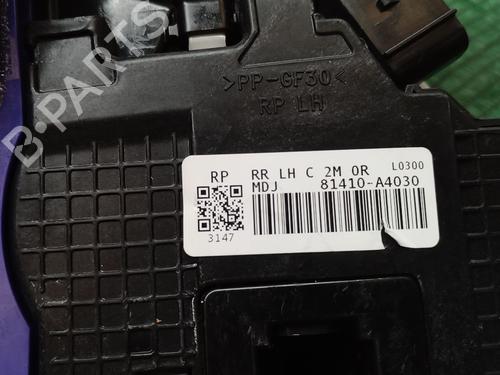 >PP-GF30<
RP LH
RP RR LH C 2M 0R L0300
MDJ 81410-A4030
3147
B-PARTS